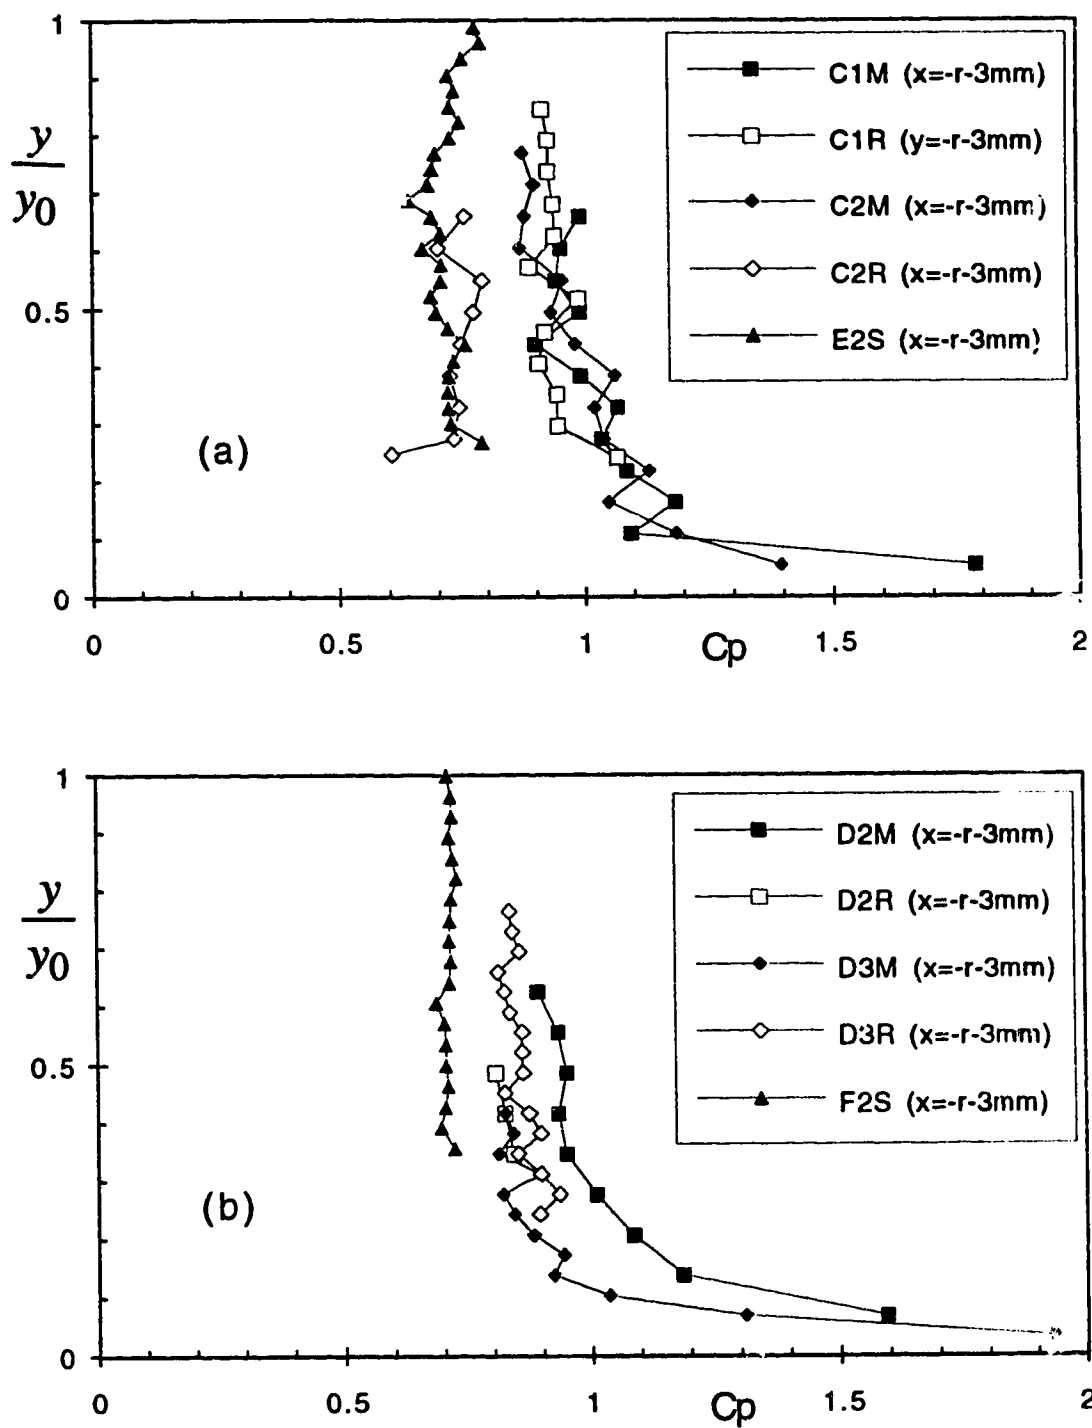 1
y
y0
C1M (x=-r-3mm)
C1R (y=-r-3mm)
C2M (x=-r-3mm)
C2R (x=-r-3mm)
E2S (x=-r-3mm)
0.5
(a)
0
0 0.5 1 Cp 1.5 2
1
y
y0
D2M (x=-r-3mm)
D2R (x=-r-3mm)
D3M (x=-r-3mm)
D3R (x=-r-3mm)
F2S (x=-r-3mm)
0.5
(b)
0
0 0.5 1 Cp 1.5 2